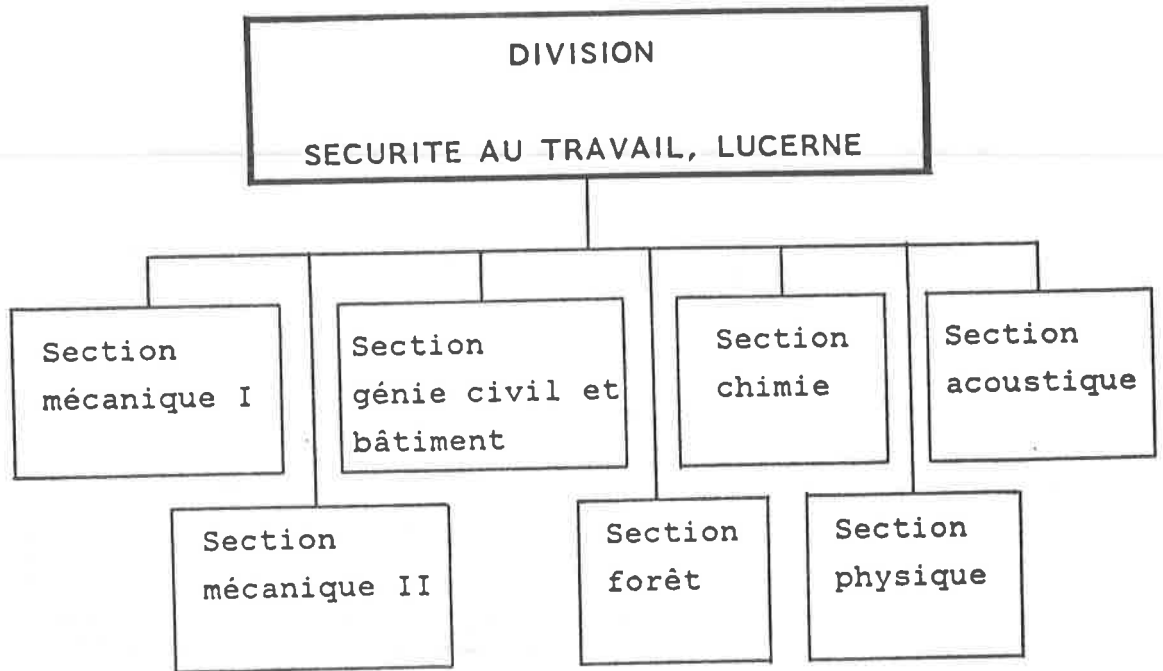 DIVISION
SECURITE AU TRAVAIL, LUCERNE
Section
mécanique I
Section
génie civil et
bâtiment
Section
chimie
Section
acoustique
Section
mécanique II
Section
forêt
Section
physique